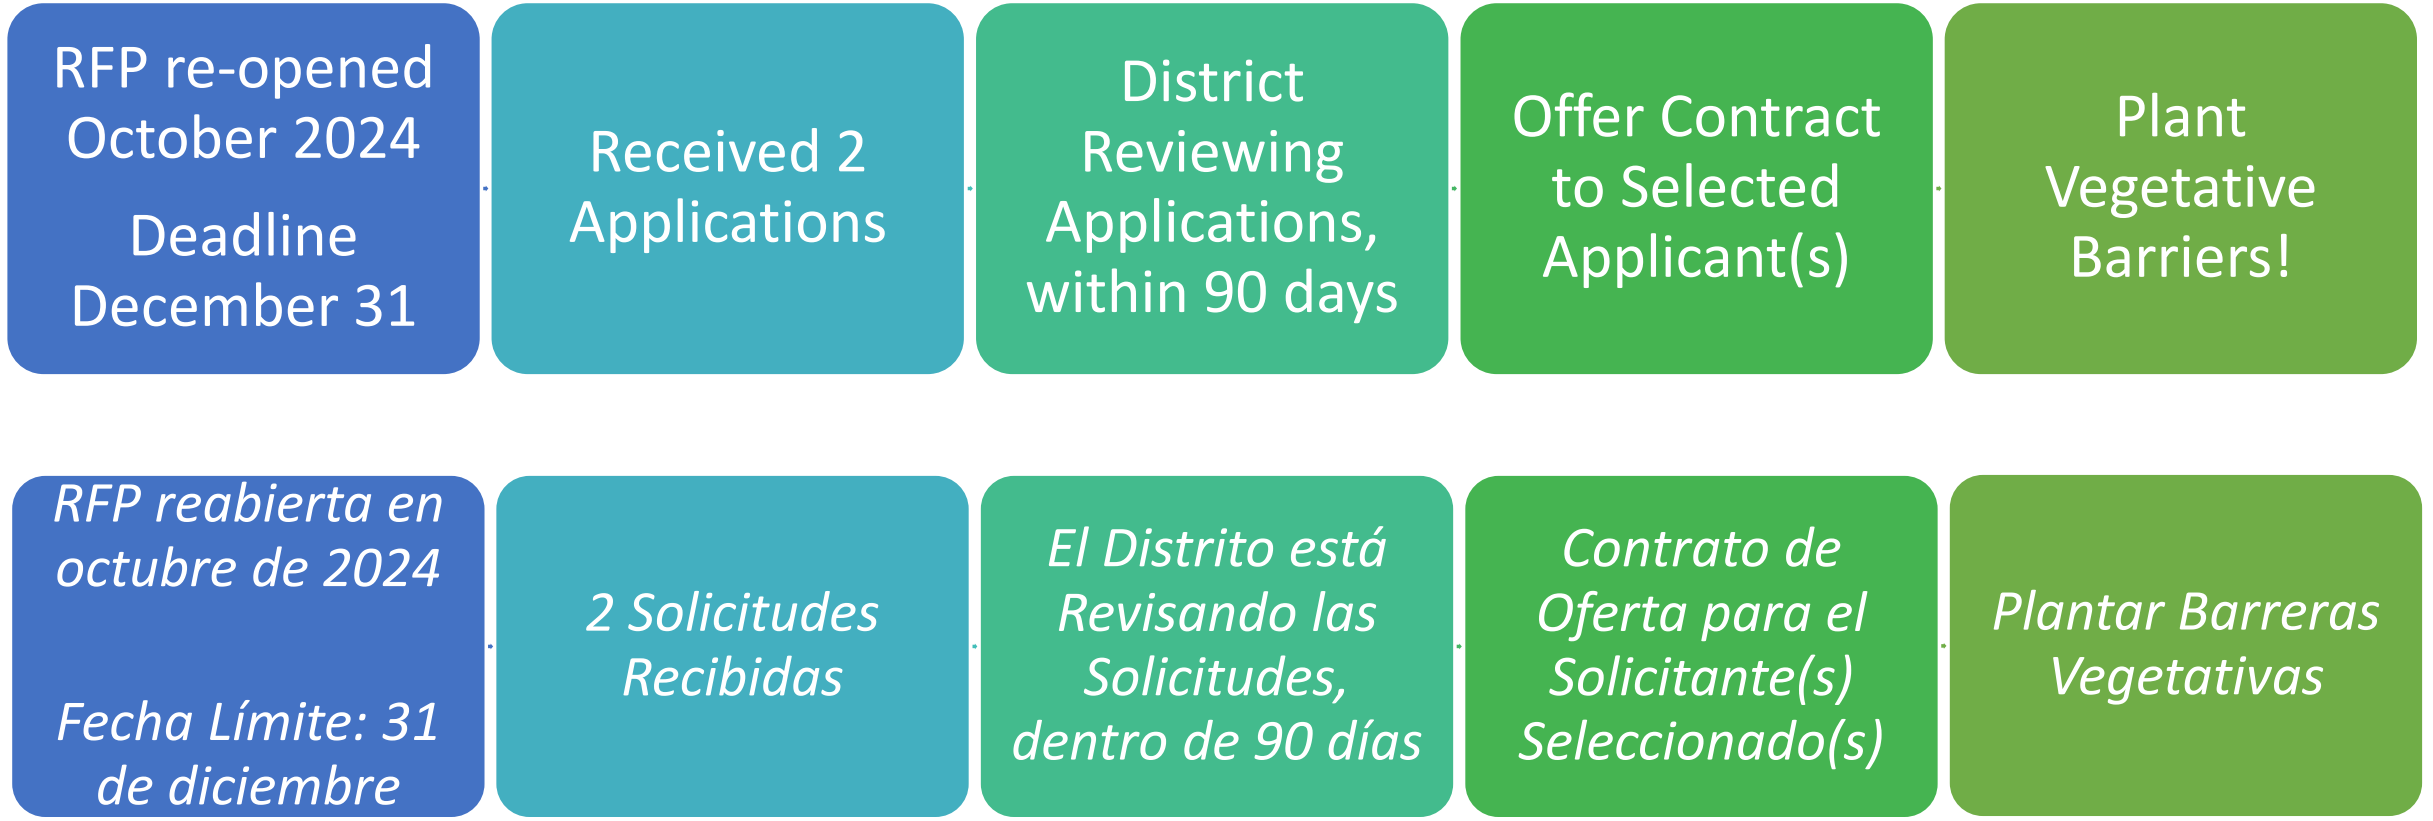 RFP re-opened
October 2024
Deadline
December 31
Received 2
Applications
District
Reviewing
Applications,
within 90 days
Offer Contract
to Selected
Applicant(s)
Plant
Vegetative
Barriers!
RFP reabierta en
octubre de 2024
Fecha Límite: 31
de diciembre
2 Solicitudes
Recibidas
El Distrito está
Revisando las
Solicitudes,
dentro de 90 días
Contrato de
Oferta para el
Solicitante(s)
Seleccionado(s)
Plantar Barreras
Vegetativas